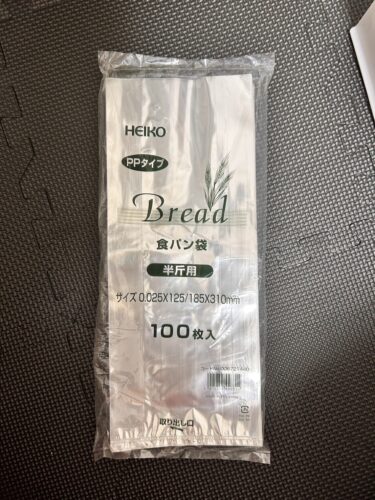 HEIKO
PPタイプ
Bread
食パン袋
半斤用
サイズ 0.025X125/185X310mm
100枚入
取り出し口